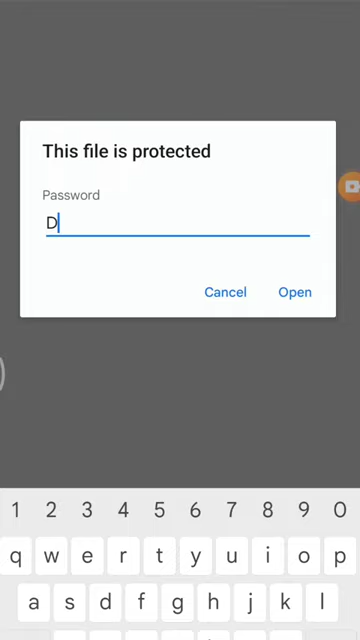 This file is protected
Password
D
Cancel Open
1 2 3 4 5 6 7 8 9 0
q w e r t y u i o p
a s d f g h j k l